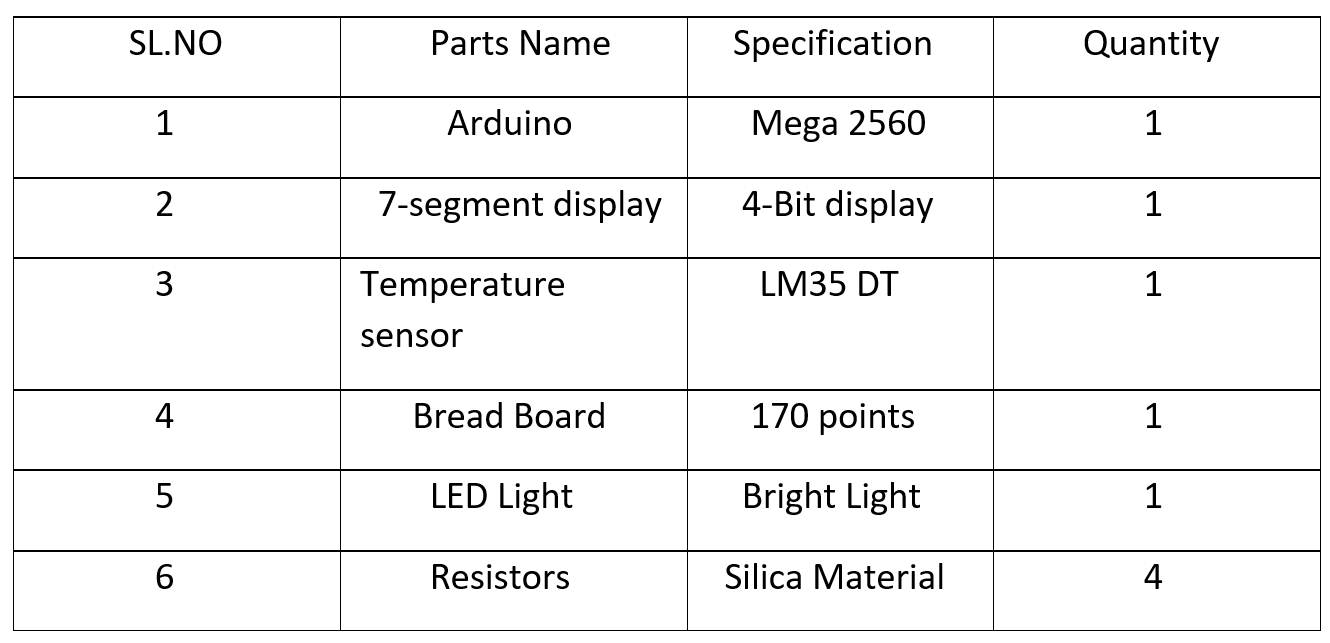 SL.NO Parts Name Specification Quantity
1 Arduino Mega 2560 1
2 7-segment display 4-Bit display 1
3 Temperature LM35 DT 1
sensor
4 Bread Board 170 points 1
5 LED Light Bright Light 1
6 Resistors Silica Material 4